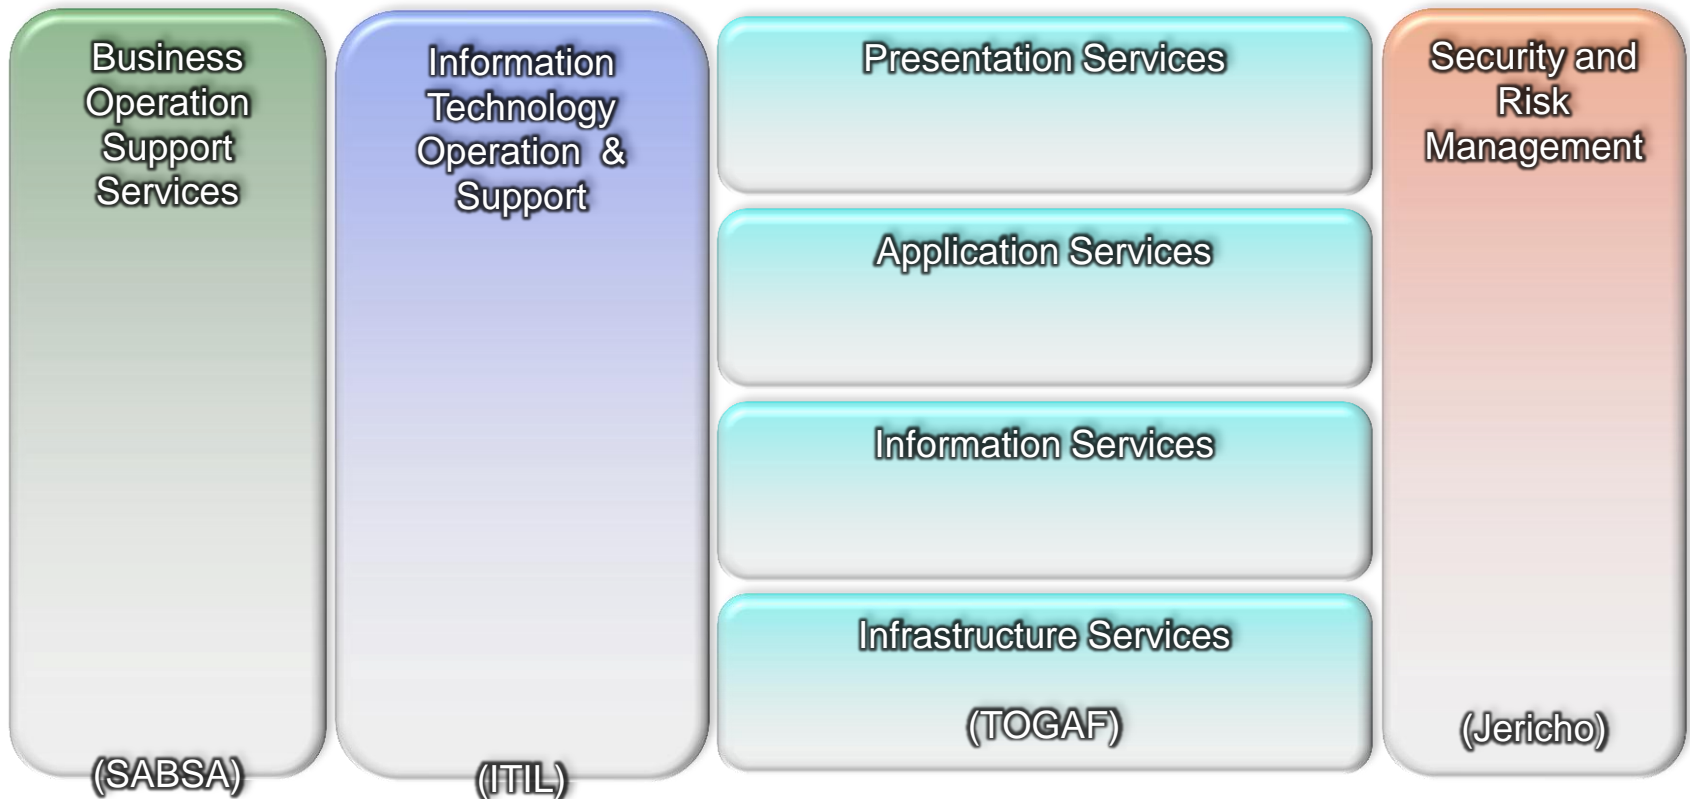 Business
Operation
Support
Services
(SABSA)
Information
Technology
Operation  &
Support
(ITIL)
Presentation Services
Application Services
Information Services
Infrastructure Services
(TOGAF)
Security and
Risk
Management
(Jericho)